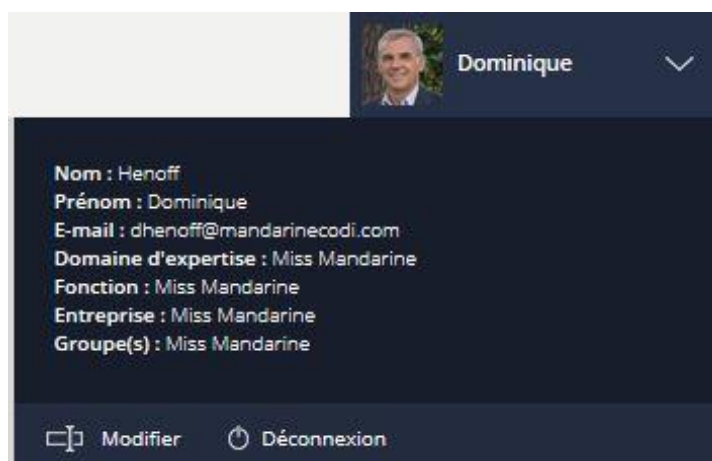 Dominique
Nom : Henoff
Prénom : Dominique
E-mail : dhenoff@mandarinecodi.com
Domaine d'expertise : Miss Mandarine
Fonction : Miss Mandarine
Entreprise : Miss Mandarine
Groupe(s) : Miss Mandarine
Modifier Déconnexion